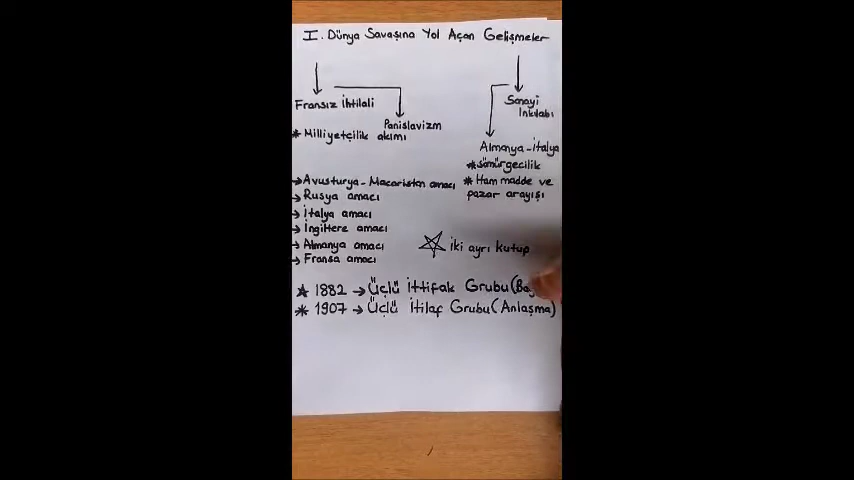 I. Dünya Savaşına Yol Açan Gelişmeler
Fransız İhtilali
Panislavizm
* Milliyetçilik akımı
Sanayi
İnkılabı
Almanya - İtalya
* sömürgecilik
* Ham madde ve
pazar arayışı
→ Avusturya - Macaristan amacı
→ Rusya amacı
→ İtalya amacı
→ İngiltere amacı
→ Almanya amacı
→ Fransa amacı
☆ iki ayrı kutup
★ 1882 → Üçlü İttifak Grubu
* 1907 → Üçlü İtilaf Grubu (Anlaşma)